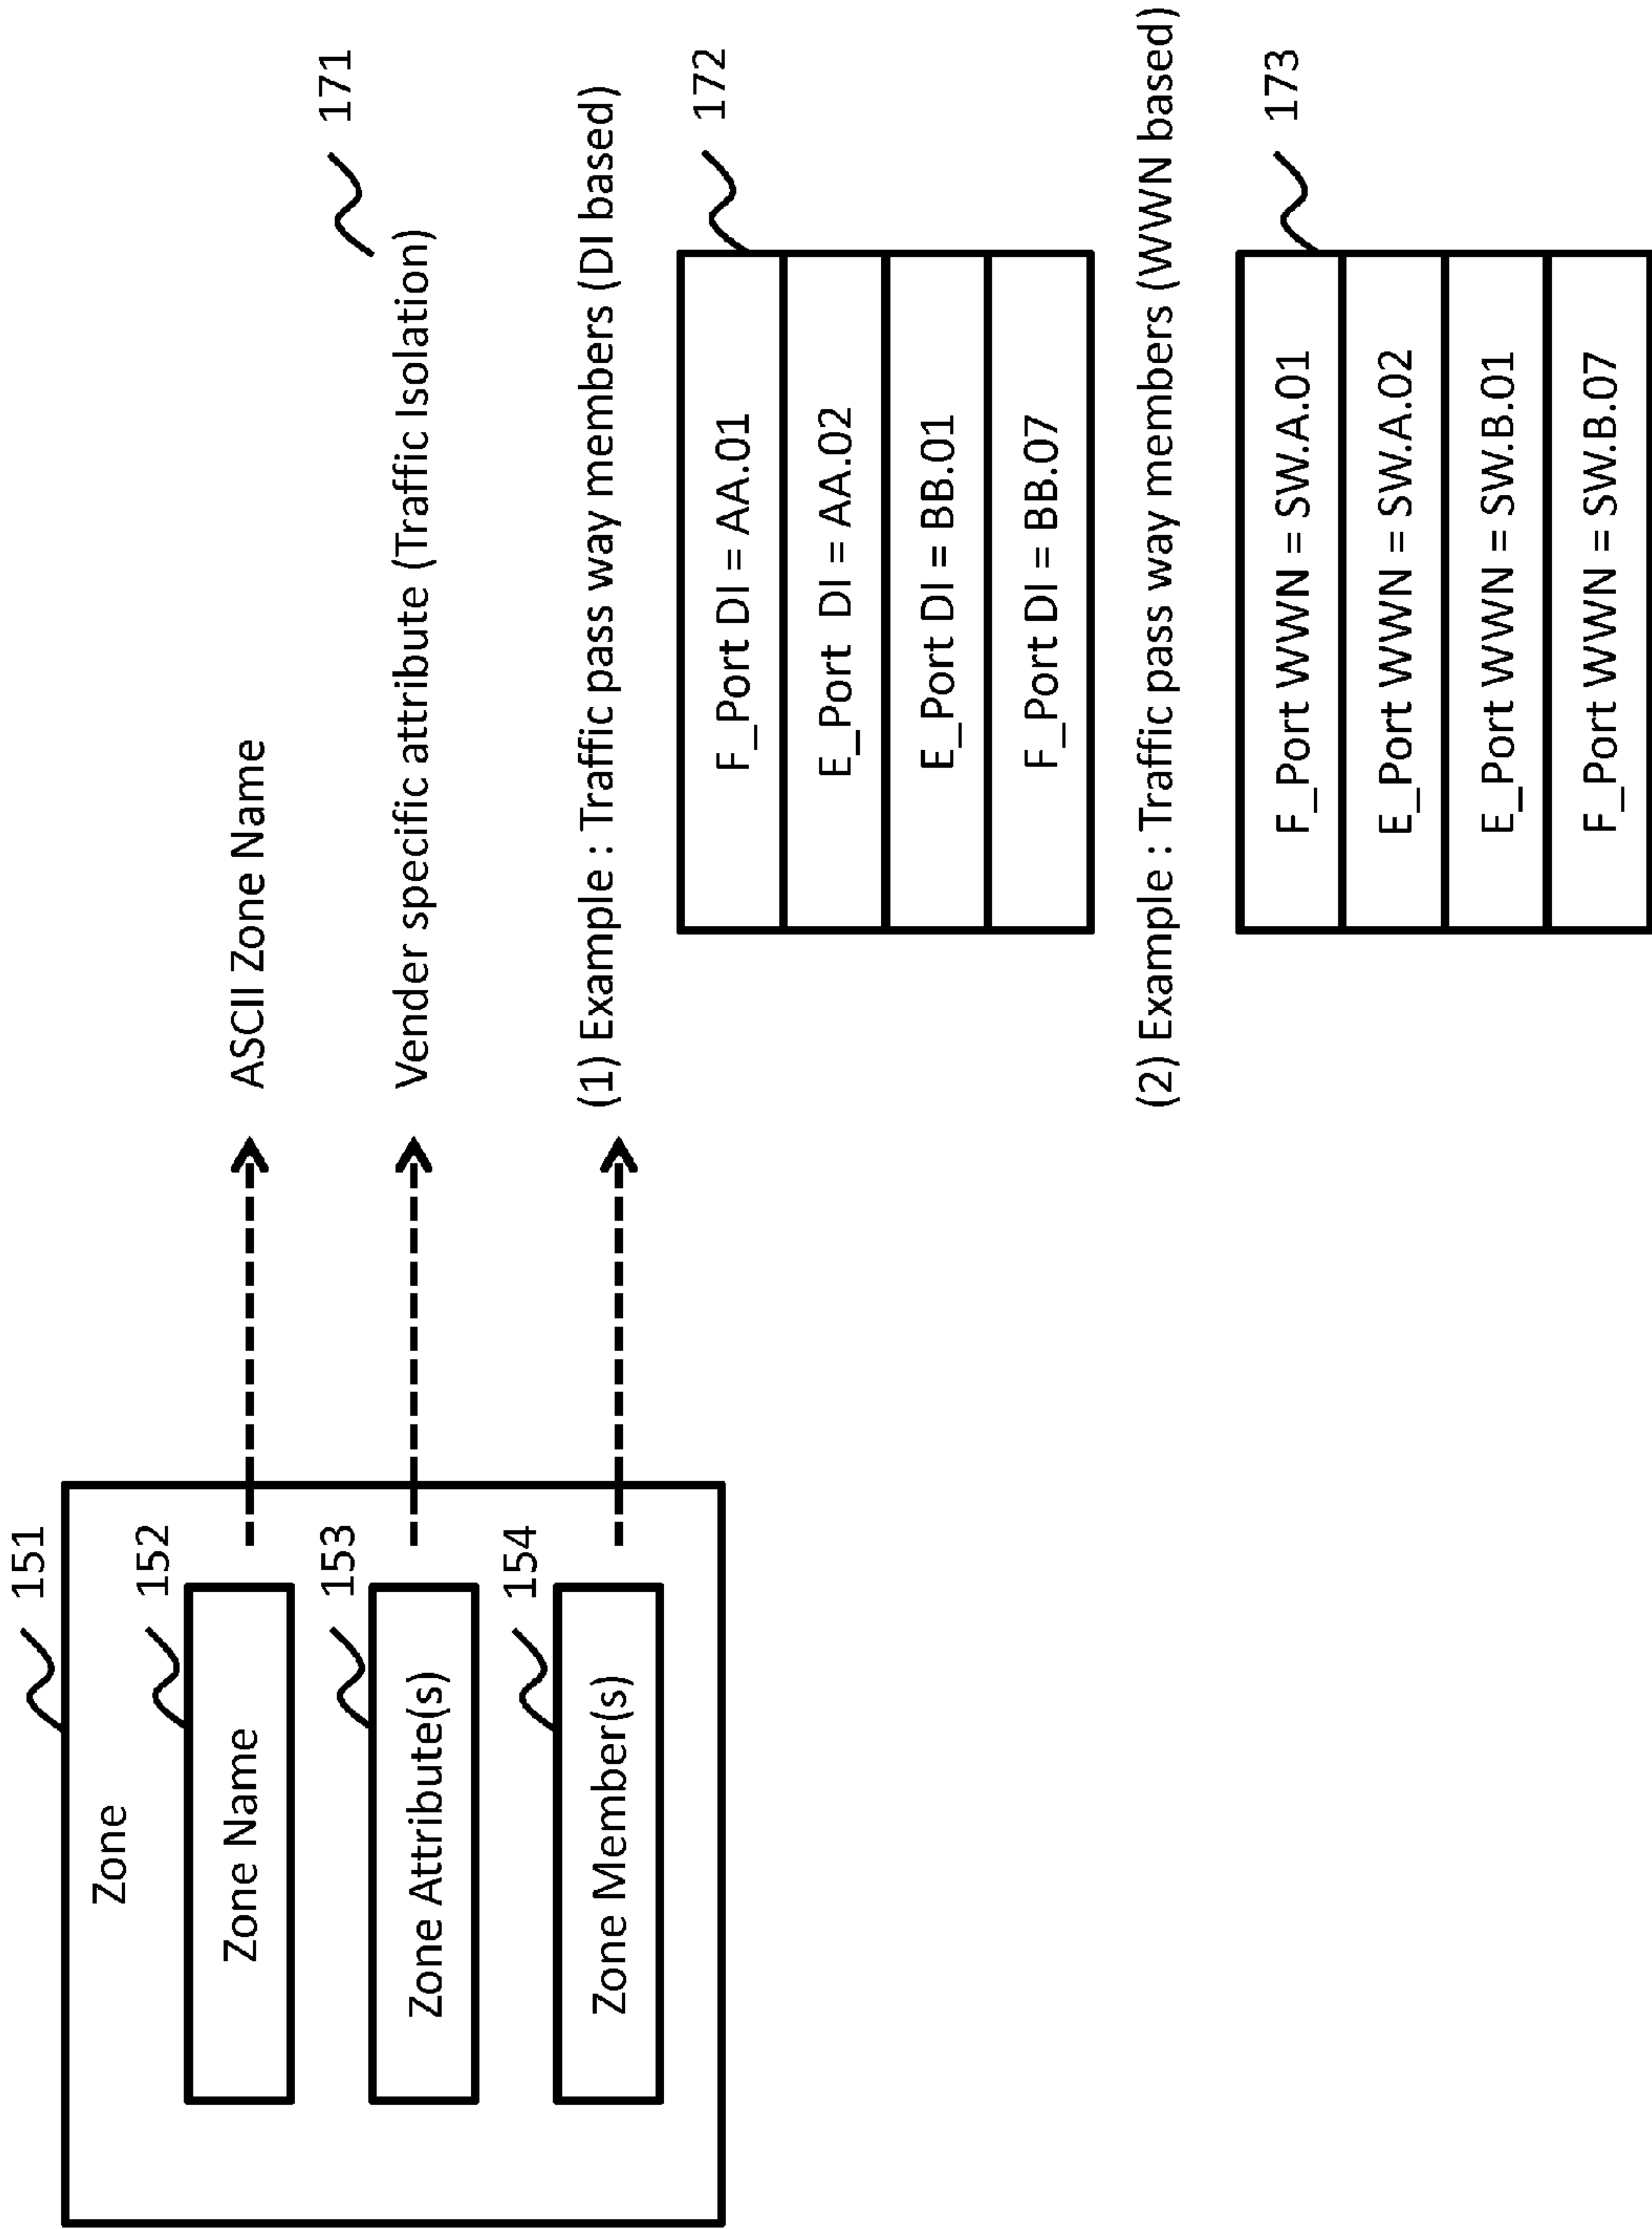 151
Zone
152
Zone Name
ASCII Zone Name
153
171
Zone Attribute(s)
Vender specific attribute (Traffic Isolation)
154
Zone Member(s)
(1) Example : Traffic pass way members (DI based)
172
F_Port DI = AA.01
E_Port DI = AA.02
E_Port DI = BB.01
F_Port DI = BB.07
(2) Example : Traffic pass way members (WWN based)
173
F_Port WWN = SW.A.01
E_Port WWN = SW.A.02
E_Port WWN = SW.B.01
F_Port WWN = SW.B.07